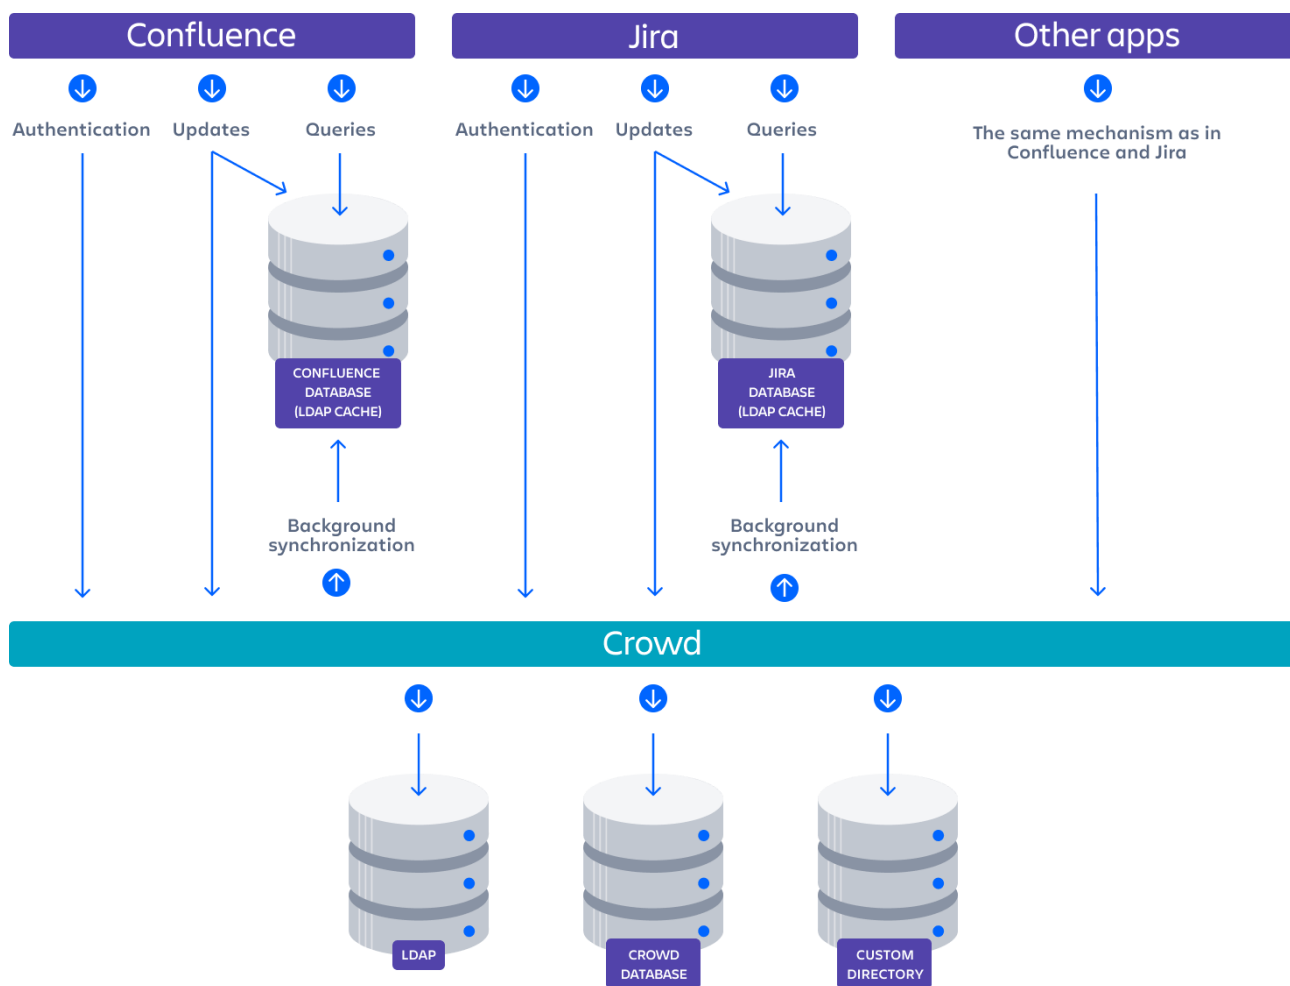 Confluence
Jira
Other apps
Authentication
Updates
Queries
Authentication
Updates
Queries
The same mechanism as in
Confluence and Jira
CONFLUENCE
DATABASE
(LDAP CACHE)
JIRA
DATABASE
(LDAP CACHE)
Background
synchronization
Background
synchronization
Crowd
LDAP
CROWD
DATABASE
CUSTOM
DIRECTORY